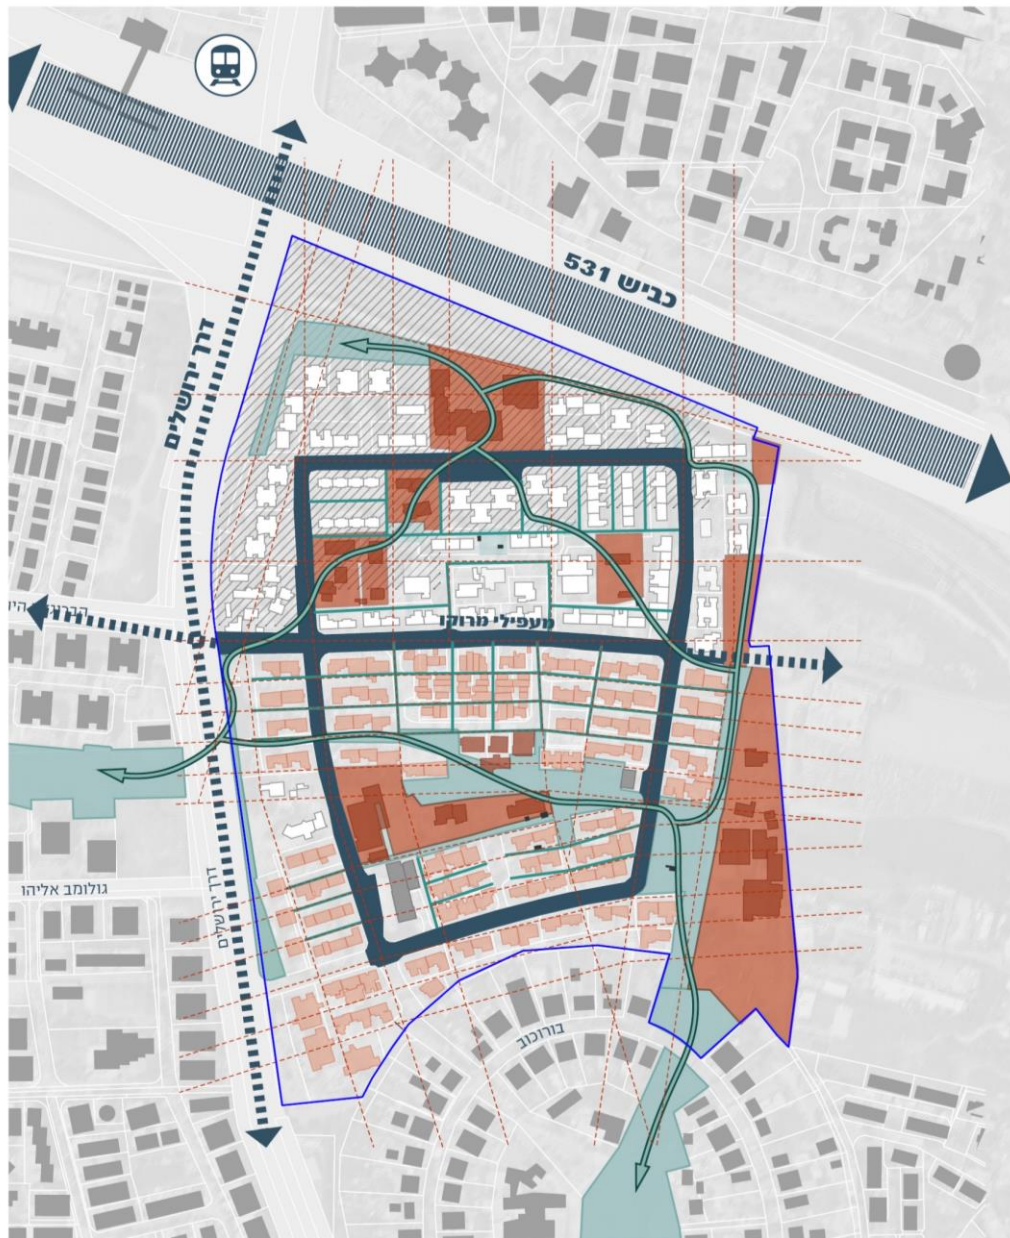 כביש 531
דרך ירושלים
מעפילי מרוקו
גולומב אליהו
דרך ירושלים
בורוכוב